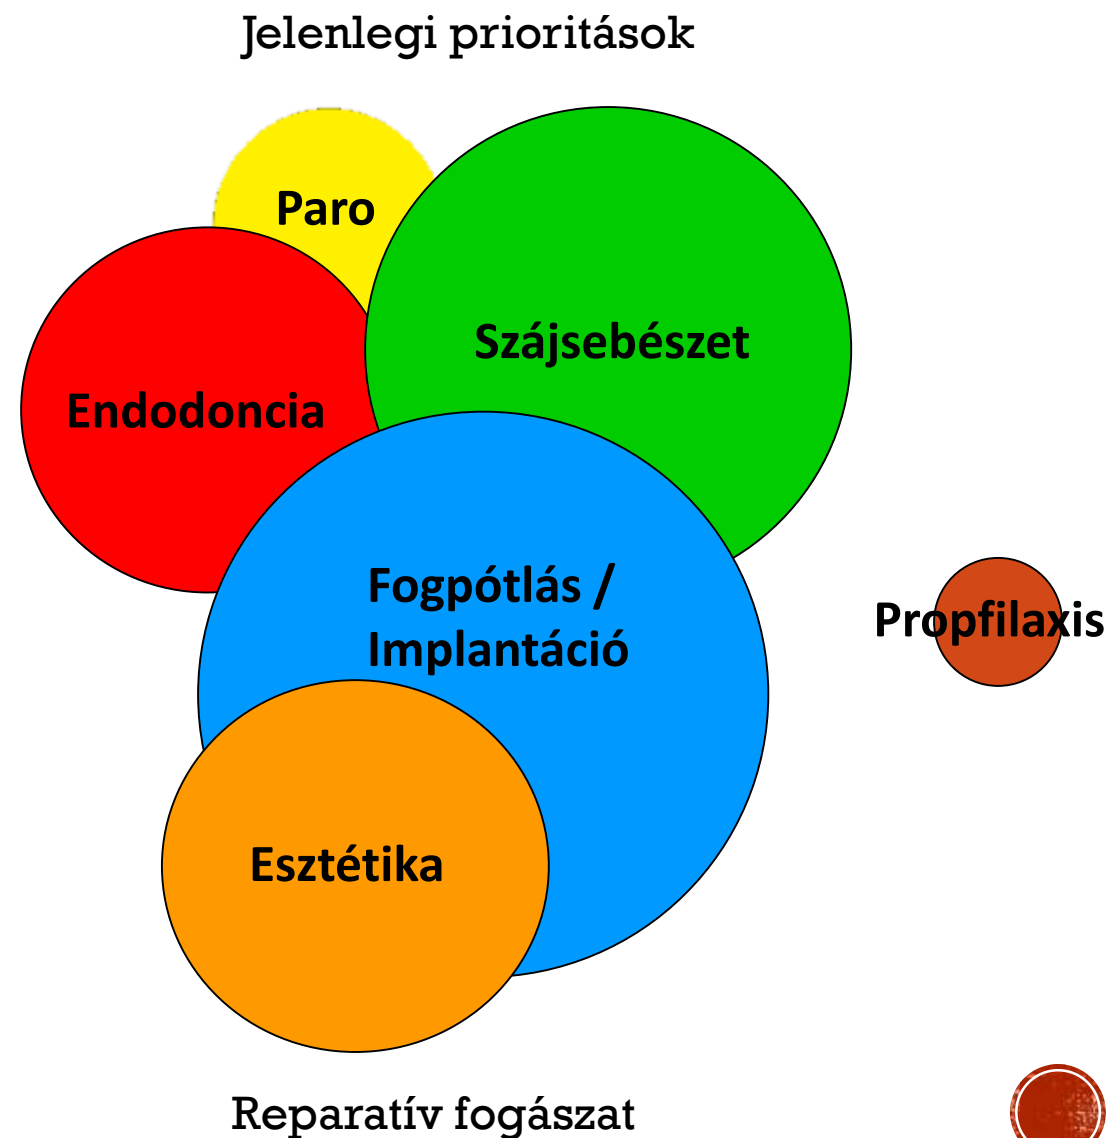 Jelenlegi prioritások
Paro
Szájsebészet
Endodoncia
Fogpótlás /
Implantáció
Propfilaxis
Esztétika
Reparatív fogászat